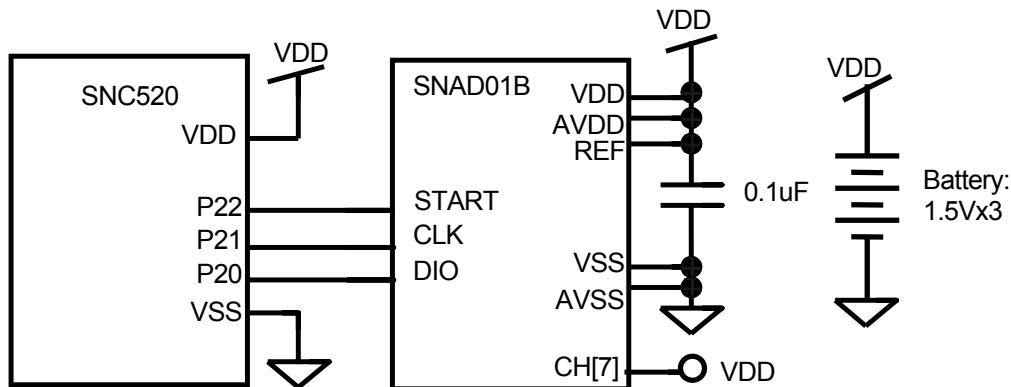 SNC520
VDD
VDD
P22
P21
P20
VSS
SNAD01B
START
CLK
DIO
VDD
VDD
AVDD
REF
0.1uF
VSS
AVSS
CH[7]
VDD
VDD
Battery:
1.5Vx3